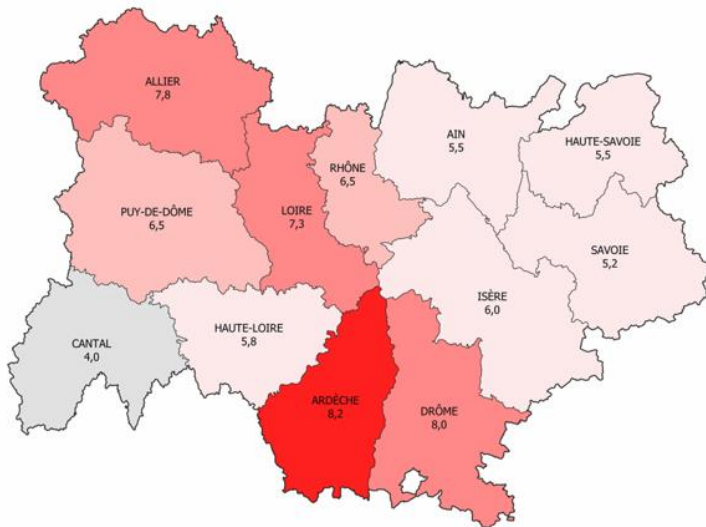 ALLIER
7,8
AIN
5,5
HAUTE-SAVOIE
5,5
RHÔNE
6,5
PUY-DE-DÔME
6,5
LOIRE
7,3
SAVOIE
5,2
ISÈRE
6,0
HAUTE-LOIRE
5,8
CANTAL
4,0
ARDÈCHE
8,2
DRÔME
8,0